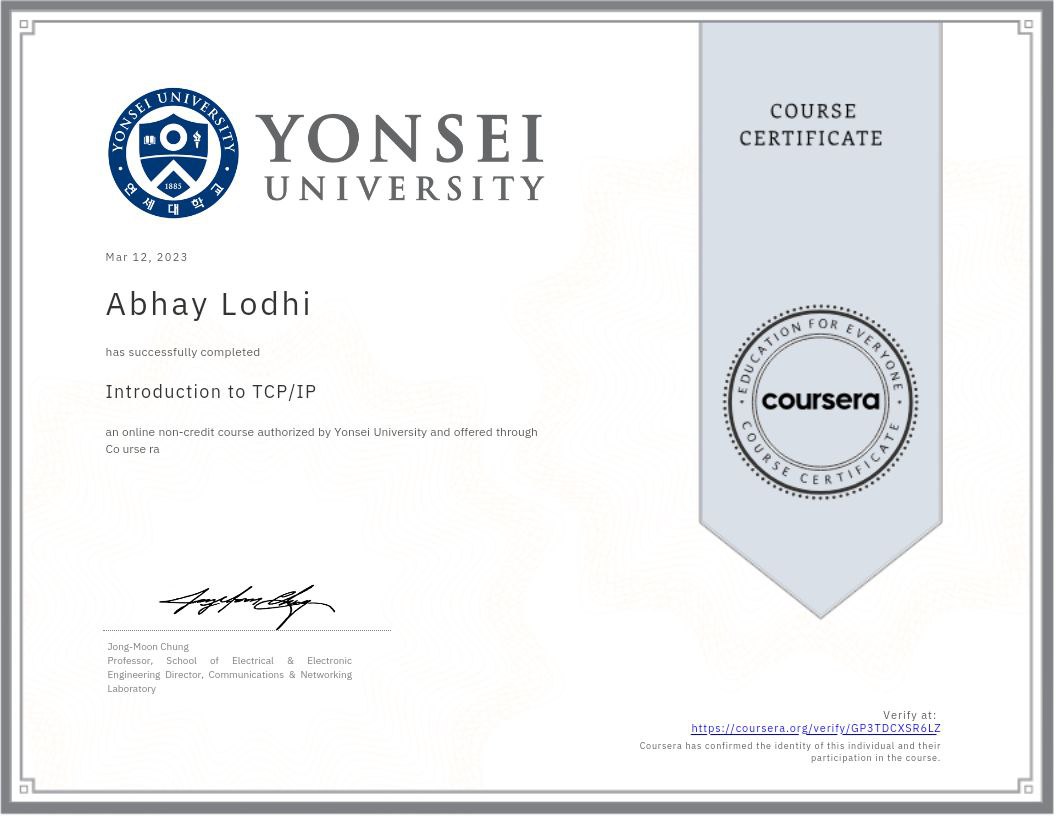 YONSEI UNIVERSITY
1885
연세대학교
YONSEI
UNIVERSITY
COURSE
CERTIFICATE
Mar 12, 2023
Abhay Lodhi
has successfully completed
Introduction to TCP/IP
an online non-credit course authorized by Yonsei University and offered through
Co urse ra
EDUCATION FOR EVERYONE
coursera
COURSE CERTIFICATE
Jong-Moon Chung
Professor, School of Electrical & Electronic
Engineering Director, Communications & Networking
Laboratory
Verify at:
https://coursera.org/verify/GP3TDCXSR6LZ
Coursera has confirmed the identity of this individual and their
participation in the course.